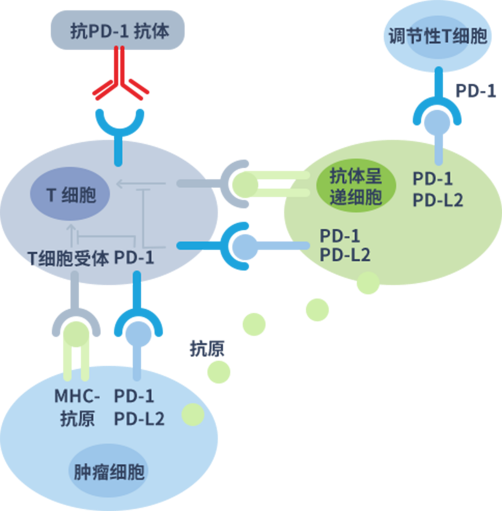 抗PD-1 抗体
调节性T细胞
PD-1
T 细胞
抗体呈
递细胞
PD-1
PD-L2
PD-1
PD-L2
T细胞受体 PD-1
抗原
MHC-
抗原
PD-1
PD-L2
肿瘤细胞